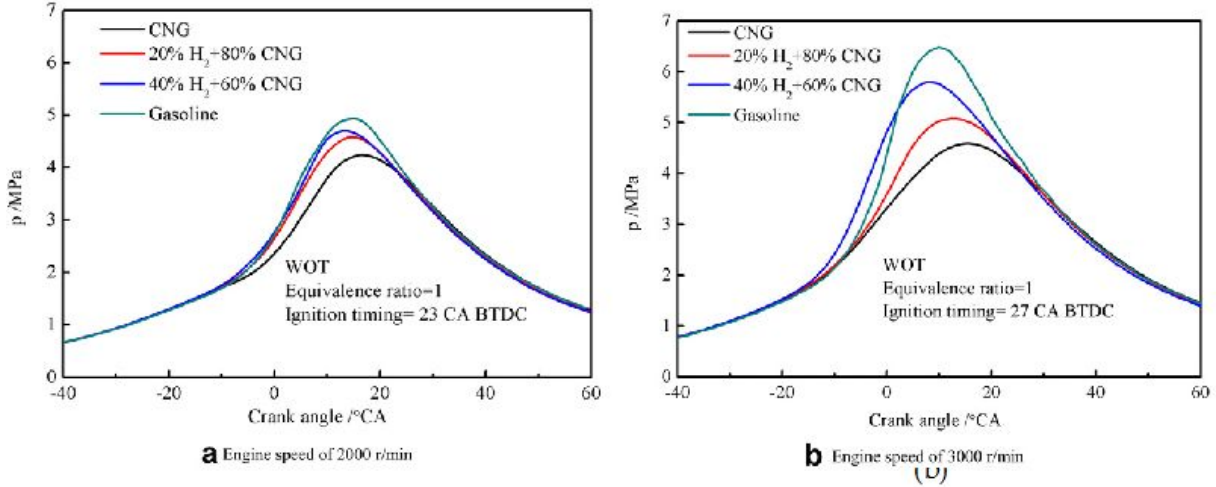 7
6
5
4
3
2
1
0
p /MPa
CNG
20% H₂+80% CNG
40% H₂+60% CNG
Gasoline
WOT
Equivalence ratio=1
Ignition timing= 23 CA BTDC
-40 -20 0 20 40 60
Crank angle /°CA
a Engine speed of 2000 r/min
7
6
5
4
3
2
1
0
p /MPa
CNG
20% H₂+80% CNG
40% H₂+60% CNG
Gasoline
WOT
Equivalence ratio=1
Ignition timing= 27 CA BTDC
-40 -20 0 20 40 60
Crank angle /°CA
b Engine speed of 3000 r/min
(b)